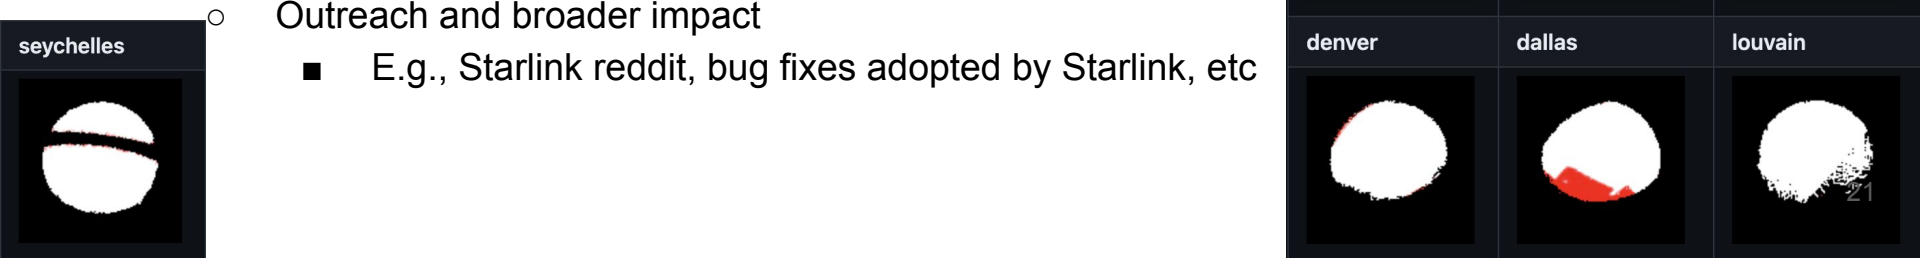 ○ Outreach and broader impact
■ E.g., Starlink reddit, bug fixes adopted by Starlink, etc
seychelles
denver
dallas
louvain
21